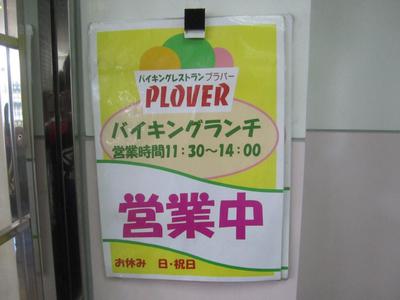 バイキングレストラン プラバー
PLOVER
バイキングランチ
営業時間11:30～14:00
営業中
お休み 日・祝日